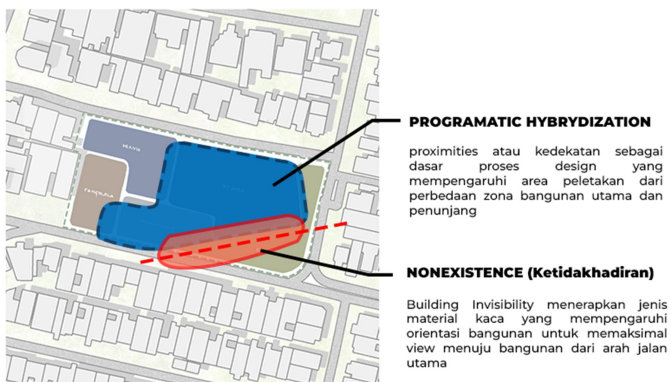 PROGRAMATIC HYBRYDIZATION
proximities atau kedekatan sebagai
dasar proses design yang
mempengaruhi area peletakan dari
perbedaan zona bangunan utama dan
penunjang
NONEXISTENCE (Ketidakhadiran)
Building Invisibility menerapkan jenis
material kaca yang mempengaruhi
orientasi bangunan untuk memaksimal
view menuju bangunan dari arah jalan
utama